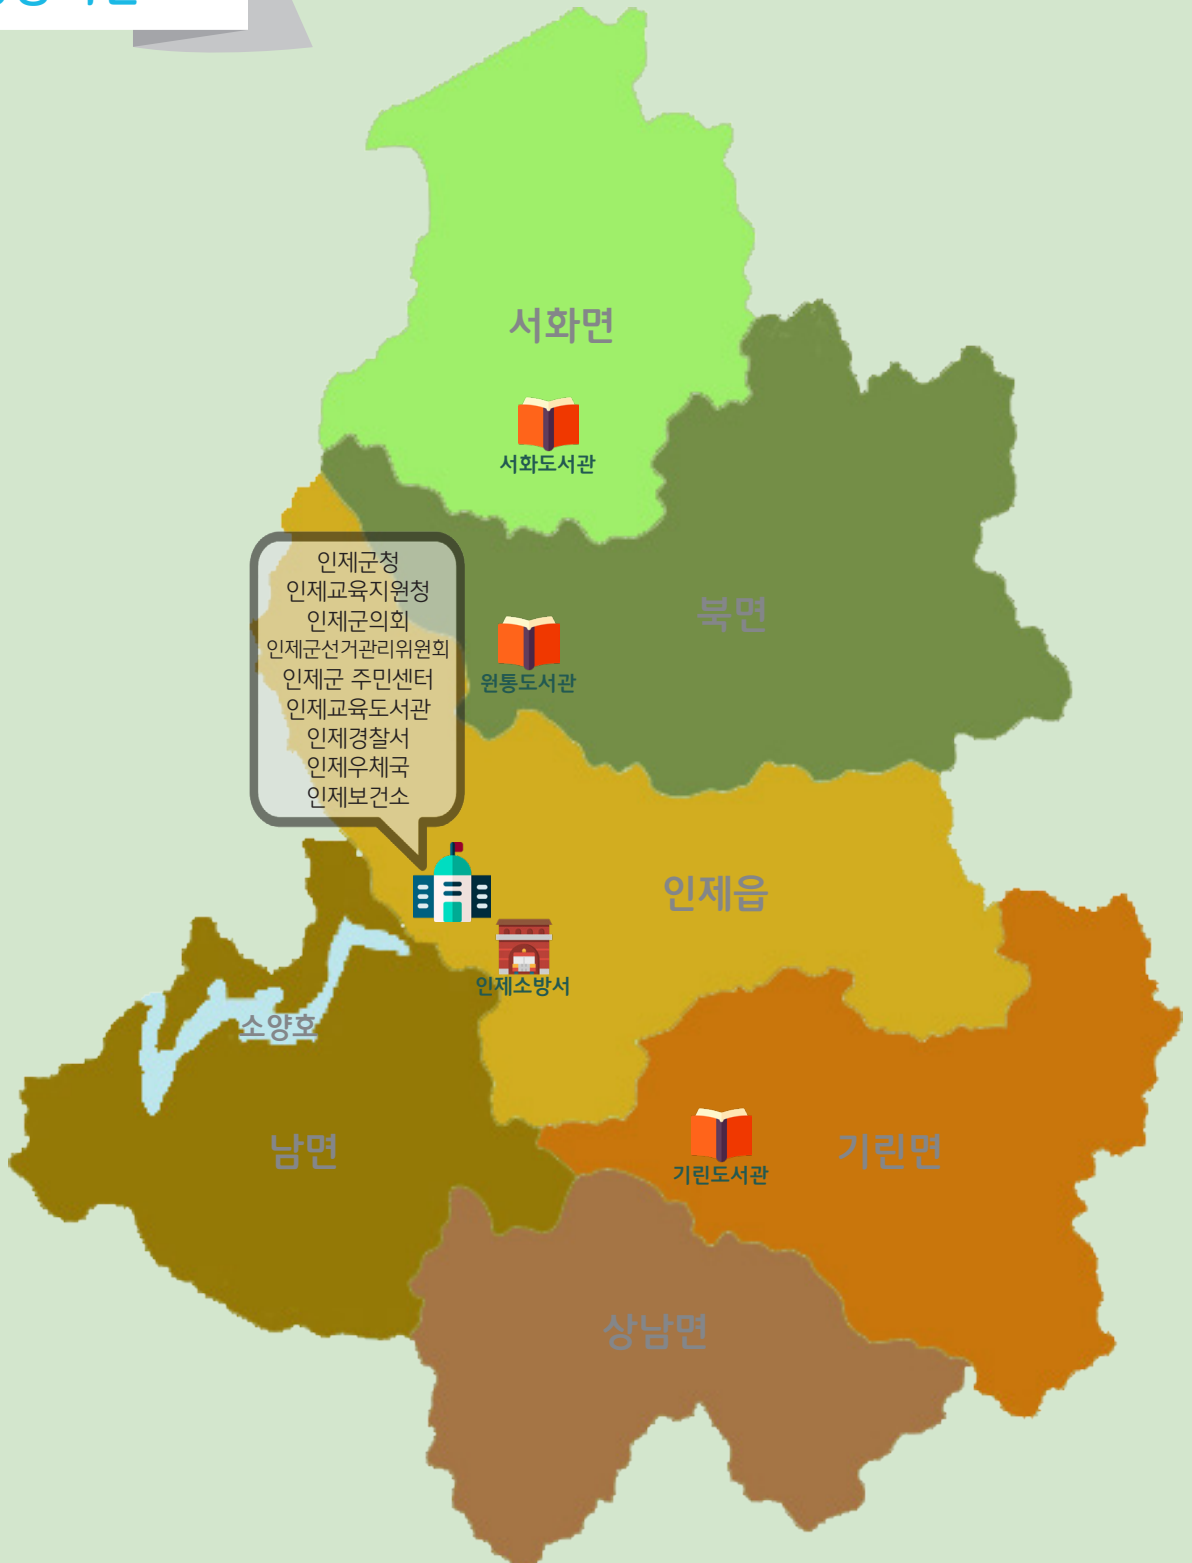 서화면
서화도서관
인제군청
인제교육지원청
인제군의회
인제군선거관리위원회
인제군 주민센터
인제교육도서관
인제경찰서
인제우체국
인제보건소
북면
원통도서관
인제읍
인제소방서
소양호
남면
기린면
기린도서관
상남면